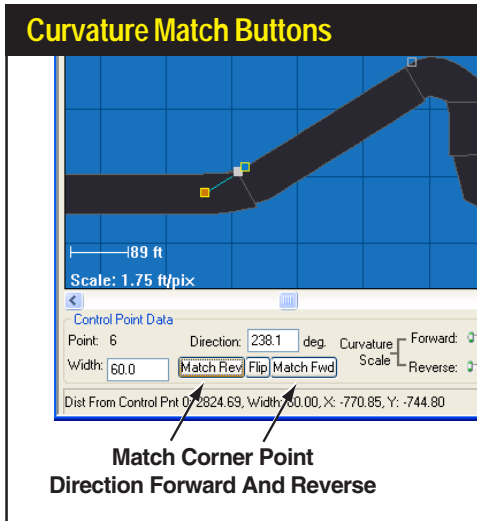 Curvature Match Buttons
89 ft
Scale: 1.75 ft/pix
Control Point Data
Point: 6 Direction: 238.1 deg. Curvature Scale Forward:
Width: 60.0 Match Rev Flip Match Fwd Reverse:
Dist From Control Pnt 0: 2824.69, Width: 60.00, X: -770.85, Y: -744.80
Match Corner Point
Direction Forward And Reverse